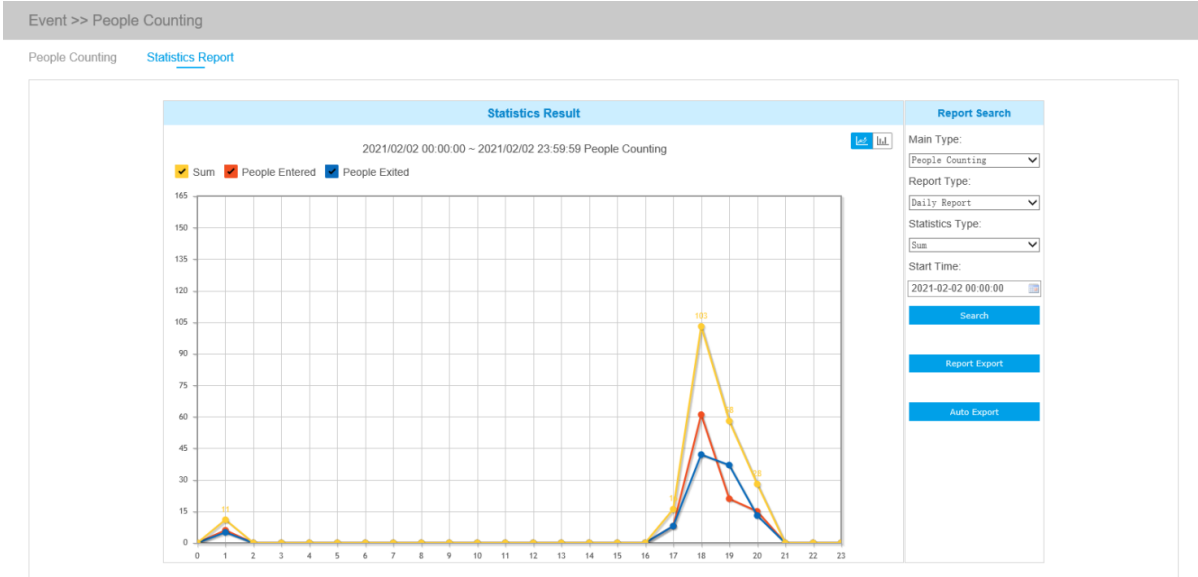 Event >> People Counting
People Counting Statistics Report
Statistics Result
2021/02/02 00:00:00 ~ 2021/02/02 23:59:59 People Counting
Sum People Entered People Exited
165
150
135
120
105
103
90
75
60
45
30
15
11
0
0 1 2 3 4 5 6 7 8 9 10 11 12 13 14 15 16 17 18 19 20 21 22 23
Report Search
Main Type:
People Counting
Report Type:
Daily Report
Statistics Type:
Sum
Start Time:
2021-02-02 00:00:00
Search
Report Export
Auto Export